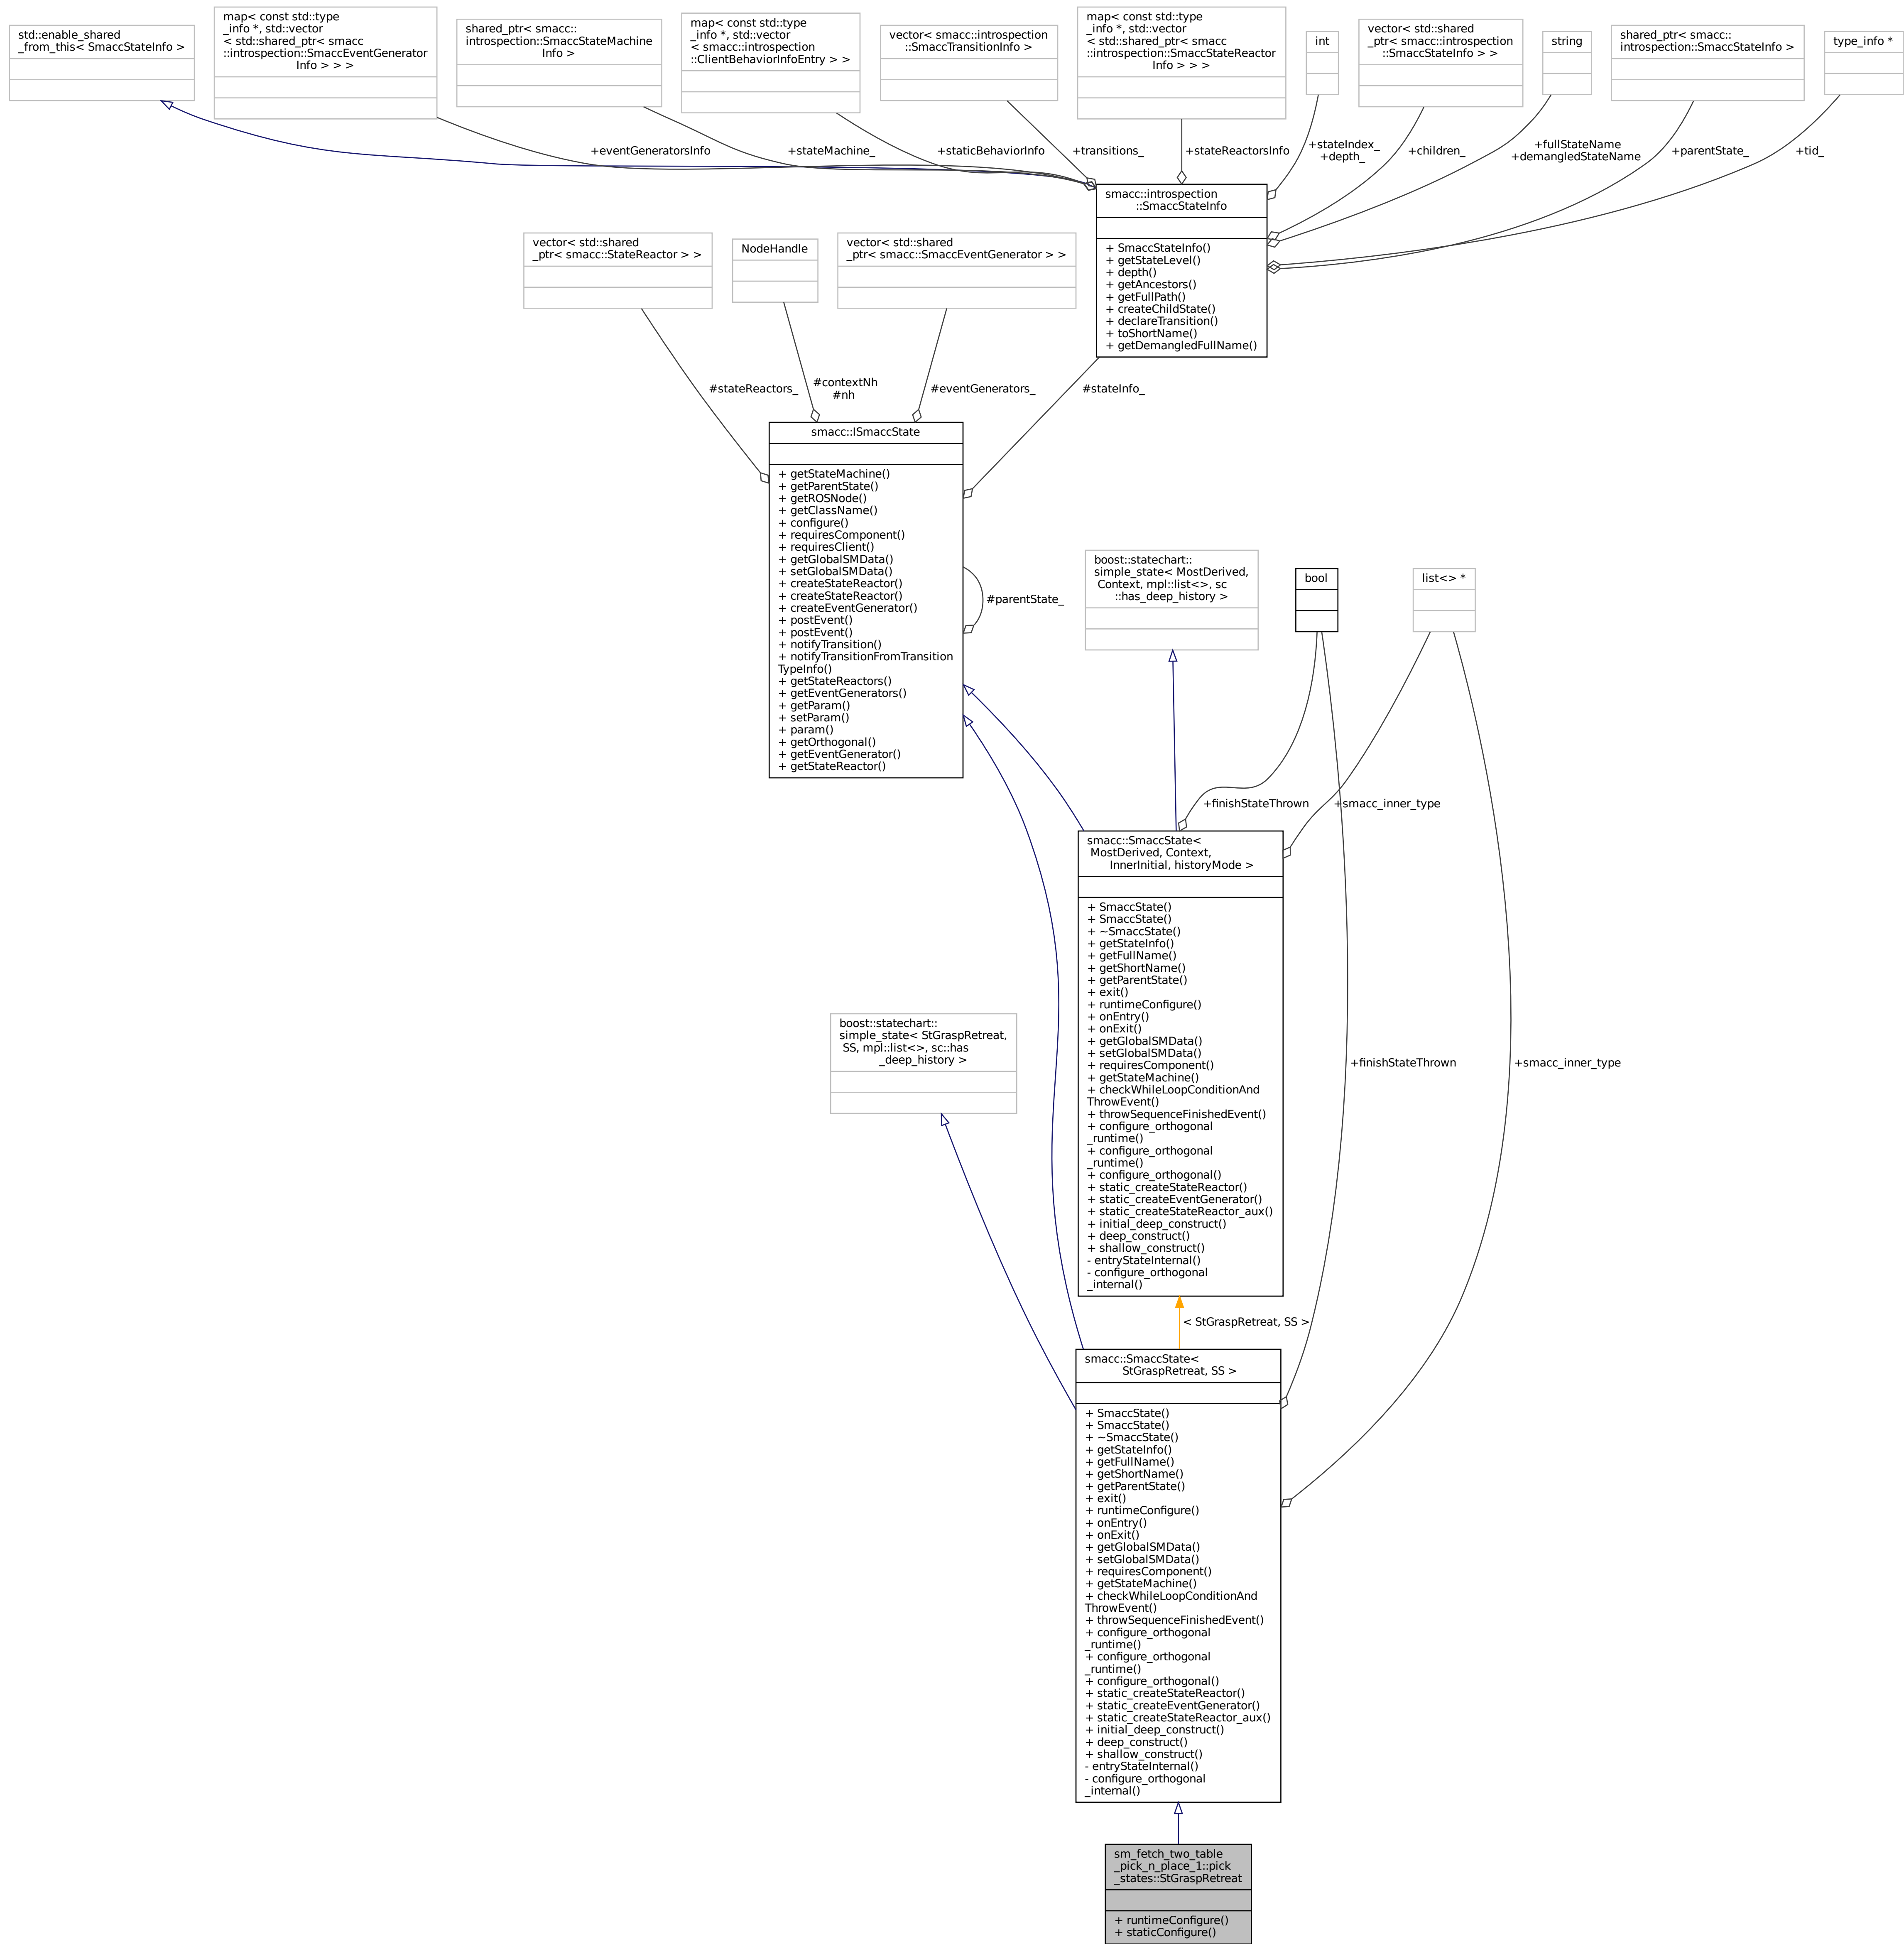 std::enable_shared
_from_this< SmaccStateInfo >
map< const std::type
_info *, std::vector
< std::shared_ptr< smacc
::introspection::SmaccEventGenerator
Info > > >
shared_ptr< smacc::
introspection::SmaccStateMachine
Info >
map< const std::type
_info *, std::vector
< smacc::introspection
::ClientBehaviorInfoEntry > >
vector< smacc::introspection
::SmaccTransitionInfo >
map< const std::type
_info *, std::vector
< std::shared_ptr< smacc
::introspection::SmaccStateReactor
Info > > >
int
vector< std::shared
_ptr< smacc::introspection
::SmaccStateInfo > >
string
shared_ptr< smacc::
introspection::SmaccStateInfo >
type_info *
+eventGeneratorsInfo
+stateMachine_
+staticBehaviorInfo
+transitions_
+stateReactorsInfo
+stateIndex_
+depth_
+children_
+fullStateName
+demangledStateName
+parentState_
+tid_
smacc::introspection
::SmaccStateInfo
+ SmaccStateInfo()
+ getStateLevel()
+ depth()
+ getAncestors()
+ getFullPath()
+ createChildState()
+ declareTransition()
+ toShortName()
+ getDemangledFullName()
vector< std::shared
_ptr< smacc::StateReactor > >
NodeHandle
vector< std::shared
_ptr< smacc::SmaccEventGenerator > >
#stateReactors_
#contextNh
#nh
#eventGenerators_
#stateInfo_
smacc::ISmaccState
+ getStateMachine()
+ getParentState()
+ getROSNode()
+ getClassName()
+ configure()
+ requiresComponent()
+ requiresClient()
+ getGlobalSMData()
+ setGlobalSMData()
+ createStateReactor()
+ createStateReactor()
+ createEventGenerator()
+ postEvent()
+ postEvent()
+ notifyTransition()
+ notifyTransitionFromTransition
TypeInfo()
+ getStateReactors()
+ getEventGenerators()
+ getParam()
+ setParam()
+ param()
+ getOrthogonal()
+ getEventGenerator()
+ getStateReactor()
#parentState_
boost::statechart::
simple_state< MostDerived,
Context, mpl::list<>, sc
::has_deep_history >
bool
list<> *
+finishStateThrown
+smacc_inner_type
smacc::SmaccState<
MostDerived, Context,
InnerInitial, historyMode >
+ SmaccState()
+ SmaccState()
+ ~SmaccState()
+ getStateInfo()
+ getFullName()
+ getShortName()
+ getParentState()
+ exit()
+ runtimeConfigure()
+ onEntry()
+ onExit()
+ getGlobalSMData()
+ setGlobalSMData()
+ requiresComponent()
+ getStateMachine()
+ checkWhileLoopConditionAnd
ThrowEvent()
+ throwSequenceFinishedEvent()
+ configure_orthogonal
_runtime()
+ configure_orthogonal
_runtime()
+ configure_orthogonal()
+ static_createStateReactor()
+ static_createEventGenerator()
+ static_createStateReactor_aux()
+ initial_deep_construct()
+ deep_construct()
+ shallow_construct()
- entryStateInternal()
- configure_orthogonal
_internal()
boost::statechart::
simple_state< StGraspRetreat,
SS, mpl::list<>, sc::has
_deep_history >
+finishStateThrown
+smacc_inner_type
< StGraspRetreat, SS >
smacc::SmaccState<
StGraspRetreat, SS >
+ SmaccState()
+ SmaccState()
+ ~SmaccState()
+ getStateInfo()
+ getFullName()
+ getShortName()
+ getParentState()
+ exit()
+ runtimeConfigure()
+ onEntry()
+ onExit()
+ getGlobalSMData()
+ setGlobalSMData()
+ requiresComponent()
+ getStateMachine()
+ checkWhileLoopConditionAnd
ThrowEvent()
+ throwSequenceFinishedEvent()
+ configure_orthogonal
_runtime()
+ configure_orthogonal
_runtime()
+ configure_orthogonal()
+ static_createStateReactor()
+ static_createEventGenerator()
+ static_createStateReactor_aux()
+ initial_deep_construct()
+ deep_construct()
+ shallow_construct()
- entryStateInternal()
- configure_orthogonal
_internal()
sm_fetch_two_table
_pick_n_place_1::pick
_states::StGraspRetreat
+ runtimeConfigure()
+ staticConfigure()